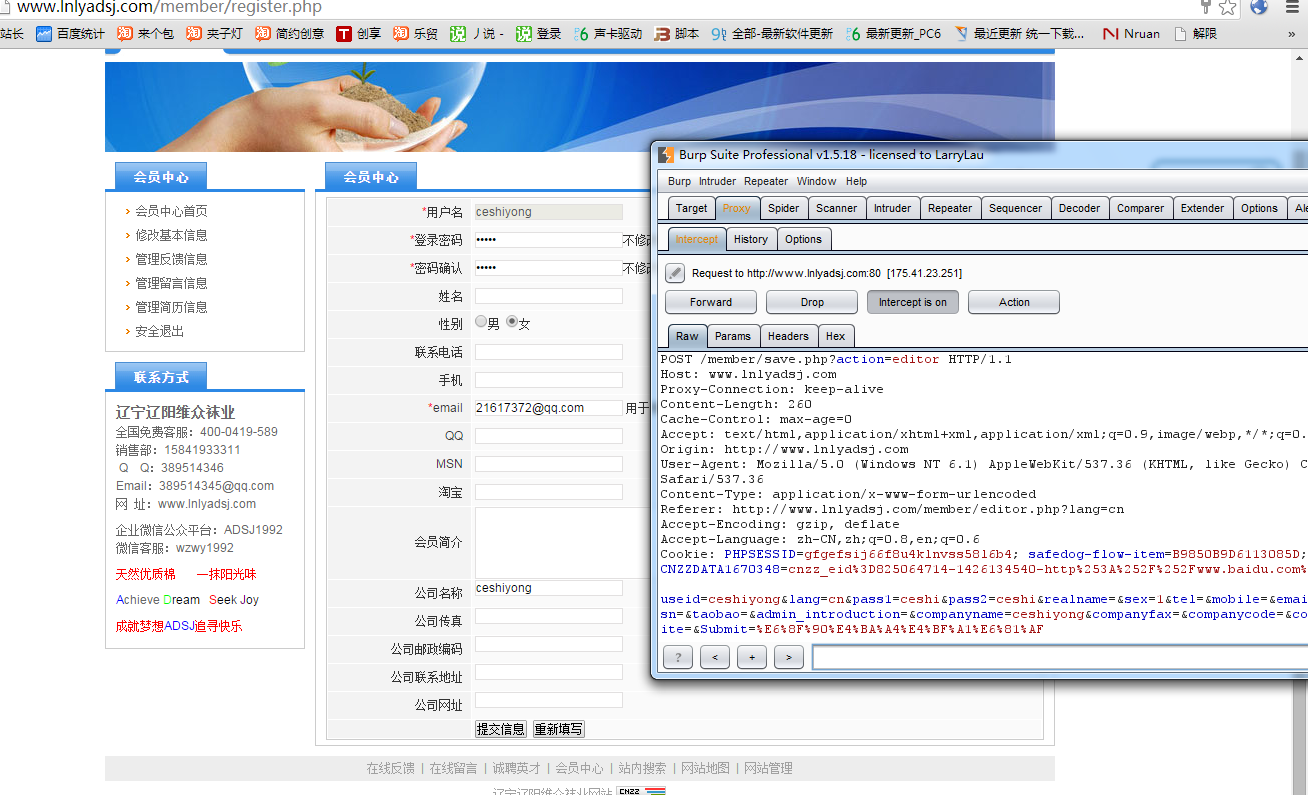 www.lnlyadsj.com/member/register.php
站长 百度统计 来个包 夹子灯 简约创意 创享 乐贸 丿说 - 登录 声卡驱动 脚本 全部-最新软件更新 最新更新_PC6 最近更新 统一下载... Nruan 解限 »
会员中心
会员中心首页
修改基本信息
管理反馈信息
管理留言信息
管理简历信息
安全退出
联系方式
辽宁辽阳维众袜业
全国免费客服：400-0419-589
销售部：15841933311
Q Q：389514346
Email：389514345@qq.com
网 址：www.lnlyadsj.com
企业微信公众平台：ADSJ1992
微信客服：wzwy1992
天然优质棉 一抹阳光味
Achieve Dream Seek Joy
成就梦想ADSJ追寻快乐
会员中心
*用户名 ceshiyong
*登录密码 ••••• 不修改
*密码确认 ••••• 不修改
姓名
性别 男 女
联系电话
手机
*email 21617372@qq.com 用于
QQ
MSN
淘宝
会员简介
公司名称 ceshiyong
公司传真
公司邮政编码
公司联系地址
公司网址
提交信息 重新填写
在线反馈 | 在线留言 | 诚聘英才 | 会员中心 | 站内搜索 | 网站地图 | 网站管理
辽宁辽阳维众袜业网站 CNZZ
Burp Suite Professional v1.5.18 - licensed to LarryLau
Burp Intruder Repeater Window Help
Target Proxy Spider Scanner Intruder Repeater Sequencer Decoder Comparer Extender Options Ale
Intercept History Options
Request to http://www.lnlyadsj.com:80 [175.41.23.251]
Forward Drop Intercept is on Action
Raw Params Headers Hex
POST /member/save.php?action=editor HTTP/1.1
Host: www.lnlyadsj.com
Proxy-Connection: keep-alive
Content-Length: 260
Cache-Control: max-age=0
Accept: text/html,application/xhtml+xml,application/xml;q=0.9,image/webp,*/*;q=0.
Origin: http://www.lnlyadsj.com
User-Agent: Mozilla/5.0 (Windows NT 6.1) AppleWebKit/537.36 (KHTML, like Gecko) C
Safari/537.36
Content-Type: application/x-www-form-urlencoded
Referer: http://www.lnlyadsj.com/member/editor.php?lang=cn
Accept-Encoding: gzip, deflate
Accept-Language: zh-CN,zh;q=0.8,en;q=0.6
Cookie: PHPSESSID=gfgefsij66f8u4klnvss5816b4; safedog-flow-item=B9850B9D6113085D;
CNZZDATA1670348=cnzz_eid%3D825064714-1426134540-http%253A%252F%252Fwww.baidu.com%
useid=ceshiyong&lang=cn&pass1=ceshi&pass2=ceshi&realname=&sex=1&tel=&mobile=&emai
sn=&taobao=&admin_introduction=&companyname=ceshiyong&companyfax=&companycode=&co
ite=&Submit=%E6%8F%90%E4%BA%A4%E4%BF%A1%E6%81%AF
? < + >